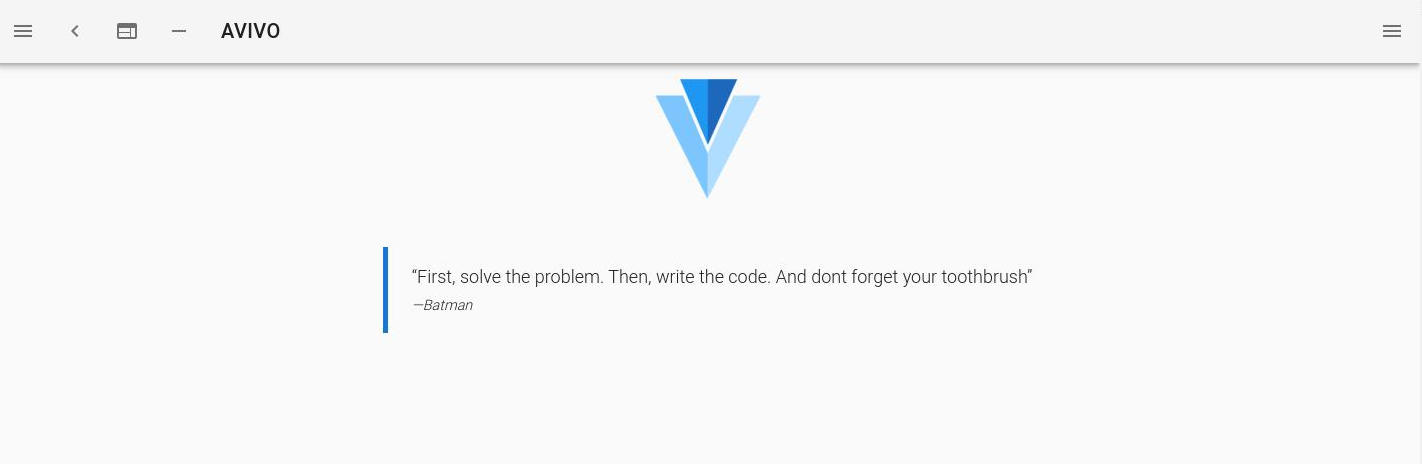 AVIVO
“First, solve the problem. Then, write the code. And dont forget your toothbrush”
—Batman